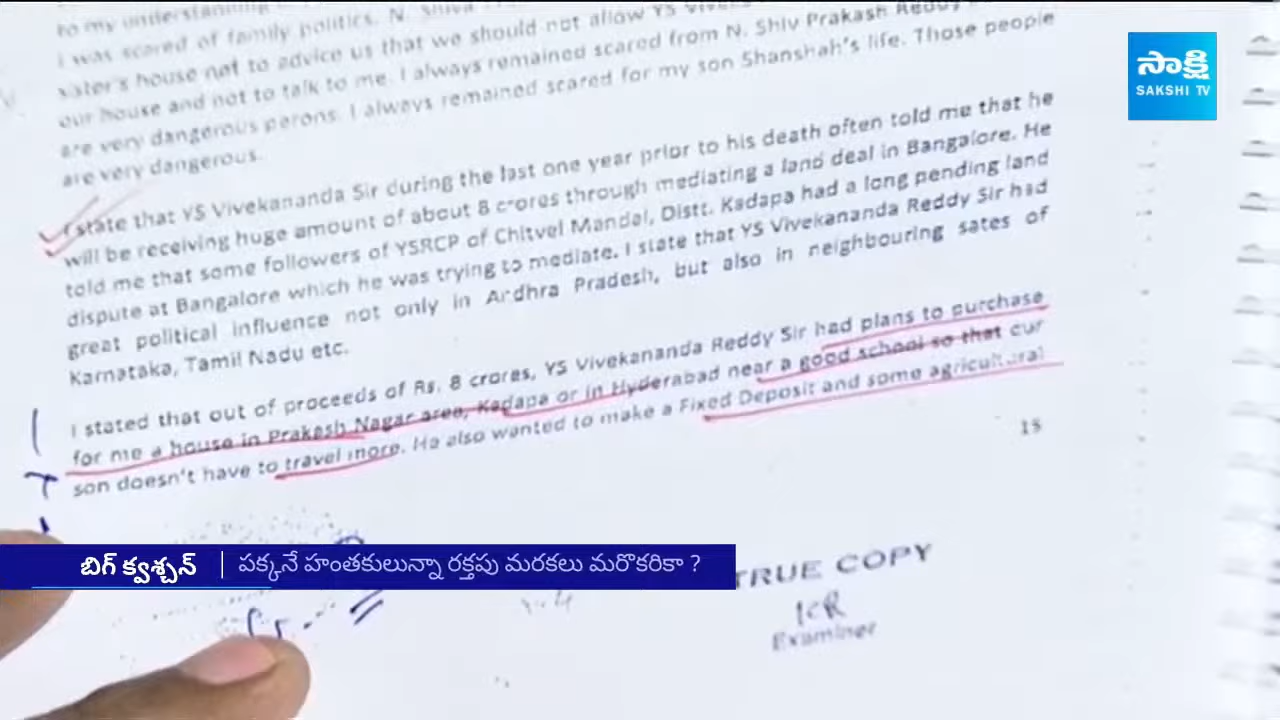 to my understanding
I was scared of family politics. N. Shiva
sater's house not to advice us that we should not allow YS
our house and not to talk to me. I always remained scared from N. Shiv Prakash Reddy
are very dangerous perons. I always remained scared for my son Shanshah's life. Those people
are very dangerous.
I state that YS Vivekananda Sir during the last one year prior to his death often told me that he
will be receiving huge amount of about 8 crores through mediating a land deal in Bangalore. He
told me that some followers of YSRCP of Chitvel Mandal, Distt. Kadapa had a long pending land
dispute at Bangalore which he was trying to mediate. I state that YS Vivekananda Reddy Sir had
great political influence not only in Andhra Pradesh, but also in neighbouring sates of
Karnataka, Tamil Nadu etc.
I stated that out of proceeds of Rs. 8 crores, YS Vivekananda Reddy Sir had plans to purchase
for me a house in Prakash Nagar area, Kadapa or in Hyderabad near a good school so that our
son doesn't have to travel more. He also wanted to make a Fixed Deposit and some agricultural
15
TRUE COPY
Examiner
సాక్షి
SAKSHI TV
బిగ్ క్వశ్చన్ | పక్కనే హంతకులున్నా రక్తపు మరకలు మరొకరికా ?